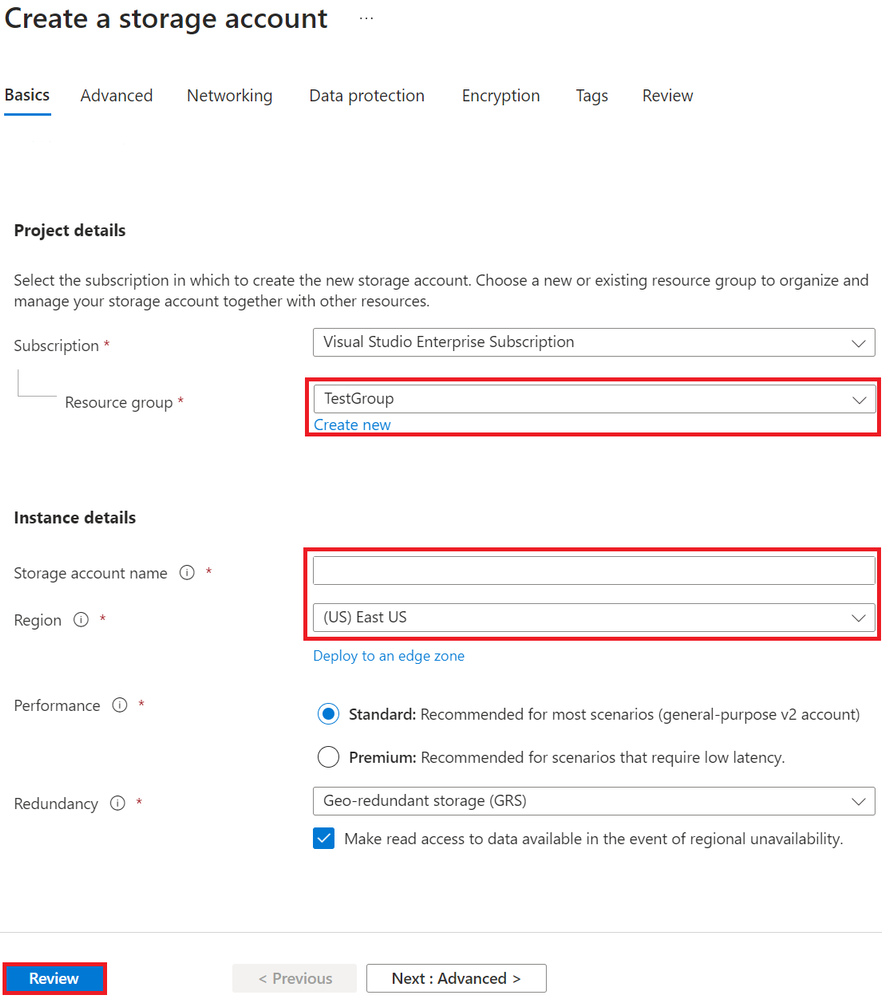 Create a storage account ...
Basics Advanced Networking Data protection Encryption Tags Review
Project details
Select the subscription in which to create the new storage account. Choose a new or existing resource group to organize and
manage your storage account together with other resources.
Subscription * Visual Studio Enterprise Subscription
Resource group * TestGroup
Create new
Instance details
Storage account name i *
Region i * (US) East US
Deploy to an edge zone
Performance i *
Standard: Recommended for most scenarios (general-purpose v2 account)
Premium: Recommended for scenarios that require low latency.
Redundancy i * Geo-redundant storage (GRS)
Make read access to data available in the event of regional unavailability.
Review < Previous Next : Advanced >